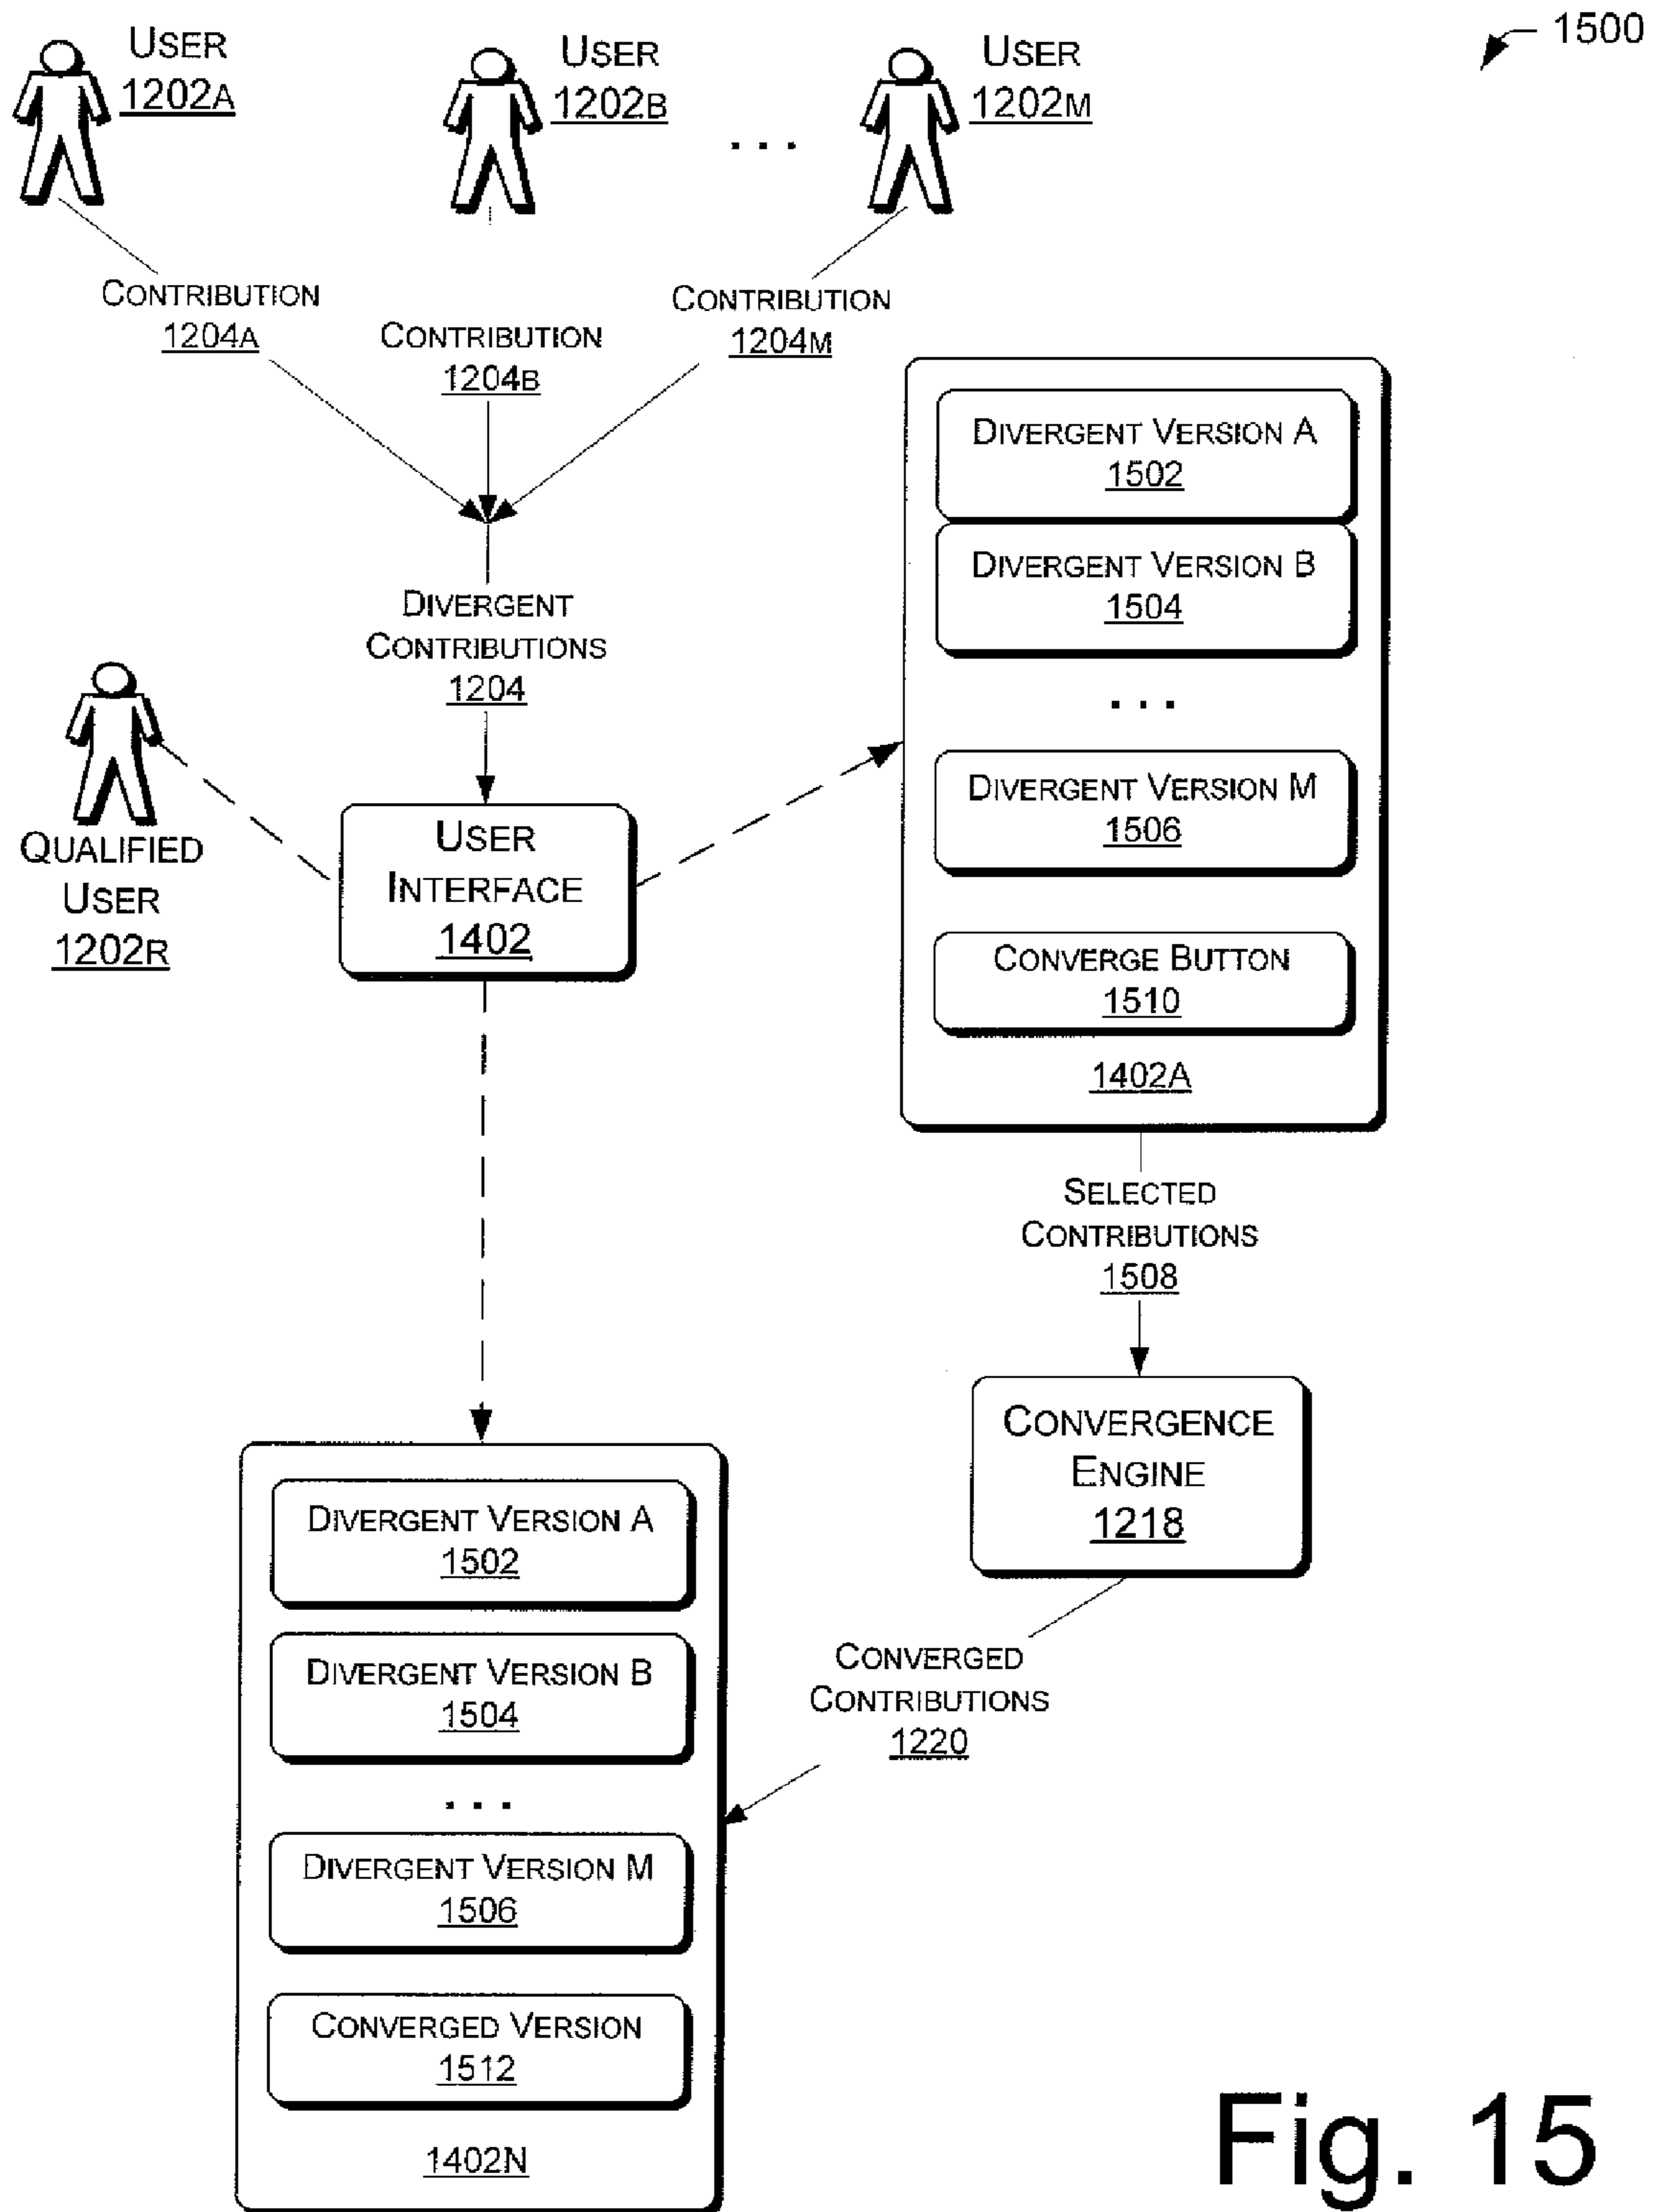 1500
USER
1202A
USER
1202B
. . .
USER
1202M
CONTRIBUTION
1204A
CONTRIBUTION
1204B
CONTRIBUTION
1204M
DIVERGENT
CONTRIBUTIONS
1204
QUALIFIED
USER
1202R
USER
INTERFACE
1402
DIVERGENT VERSION A
1502
DIVERGENT VERSION B
1504
. . .
DIVERGENT VERSION M
1506
CONVERGE BUTTON
1510
1402A
SELECTED
CONTRIBUTIONS
1508
CONVERGENCE
ENGINE
1218
CONVERGED
CONTRIBUTIONS
1220
DIVERGENT VERSION A
1502
DIVERGENT VERSION B
1504
. . .
DIVERGENT VERSION M
1506
CONVERGED VERSION
1512
1402N
Fig. 15